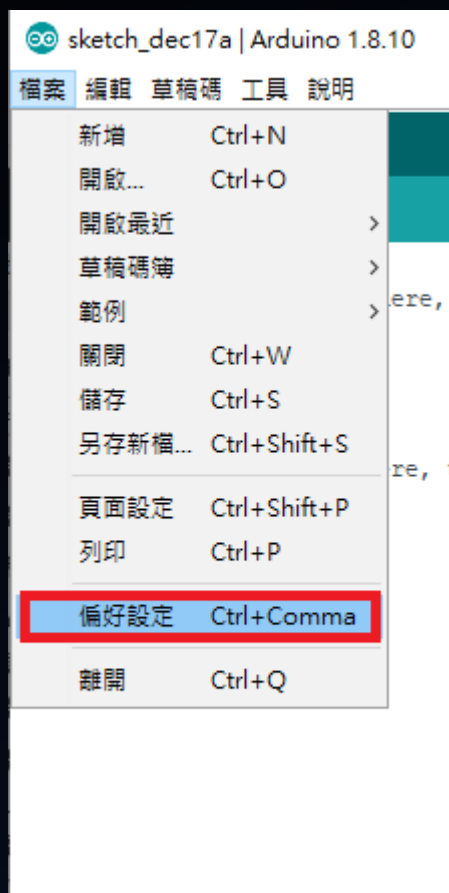 sketch_dec17a | Arduino 1.8.10
檔案 編輯 草稿碼 工具 說明
新增 Ctrl+N
開啟... Ctrl+O
開啟最近
草稿碼簿
範例
ere,
關閉 Ctrl+W
儲存 Ctrl+S
另存新檔... Ctrl+Shift+S
re,
頁面設定 Ctrl+Shift+P
列印 Ctrl+P
偏好設定 Ctrl+Comma
離開 Ctrl+Q